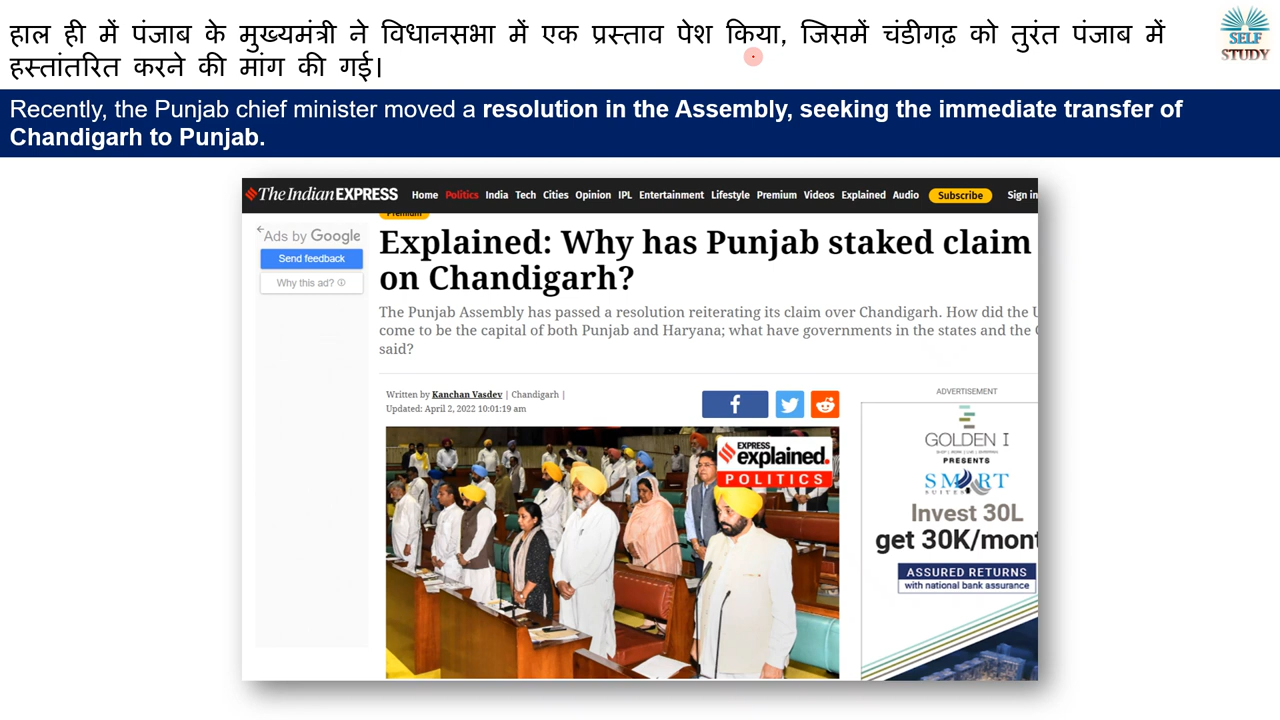 हाल ही में पंजाब के मुख्यमंत्री ने विधानसभा में एक प्रस्ताव पेश किया, जिसमें चंडीगढ़ को तुरंत पंजाब में
हस्तांतरित करने की मांग की गई।
SELF
STUDY
Recently, the Punjab chief minister moved a resolution in the Assembly, seeking the immediate transfer of
Chandigarh to Punjab.
The Indian EXPRESS Home Politics India Tech Cities Opinion IPL Entertainment Lifestyle Premium Videos Explained Audio Subscribe Sign in
Premium
Ads by Google
Send feedback
Why this ad?
Explained: Why has Punjab staked claim
on Chandigarh?
The Punjab Assembly has passed a resolution reiterating its claim over Chandigarh. How did the
come to be the capital of both Punjab and Haryana; what have governments in the states and the
said?
Written by Kanchan Vasdev | Chandigarh |
Updated: April 2, 2022 10:01:19 am
ADVERTISEMENT
EXPRESS
explained.
POLITICS
GOLDEN I
PRESENTS
SMART
SUITES
Invest 30L
get 30K/mont
ASSURED RETURNS
with national bank assurance